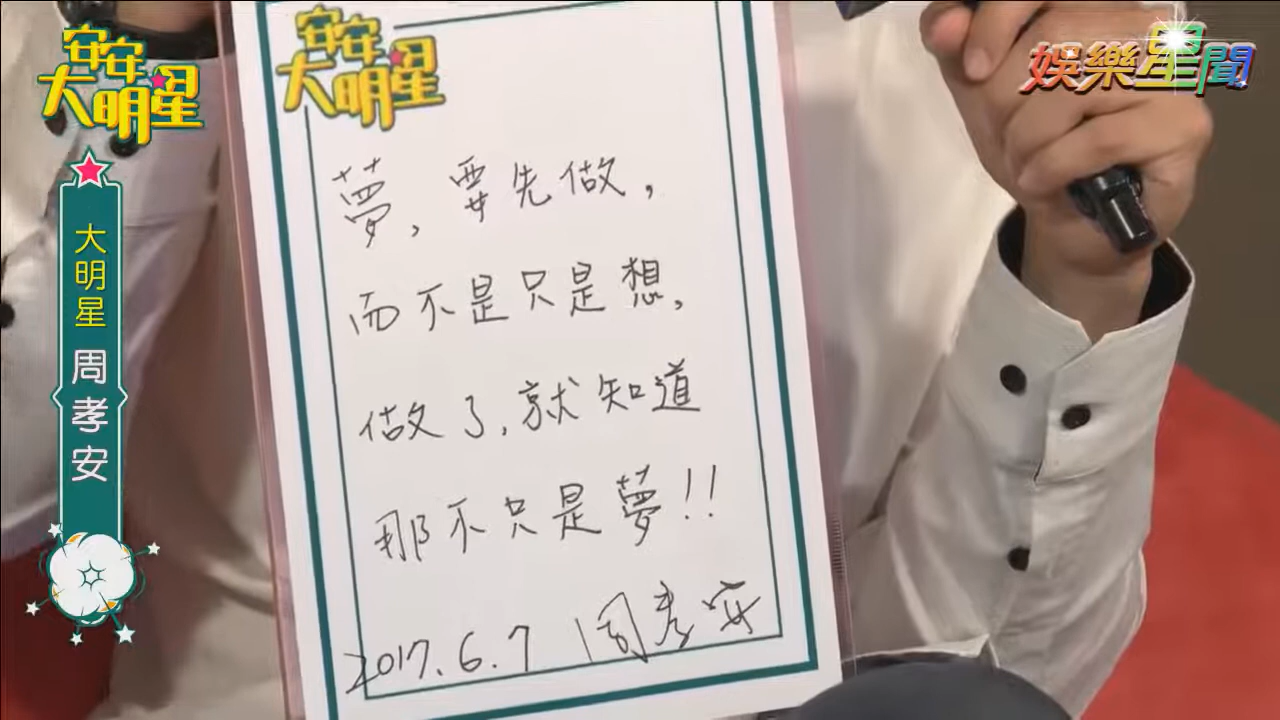 安安
大明星
大明星 周孝安
娛樂星聞
安安
大明星
夢，要先做，
而不是只是想，
做了，就知道
那不只是夢!!
2017.6.7 周孝安